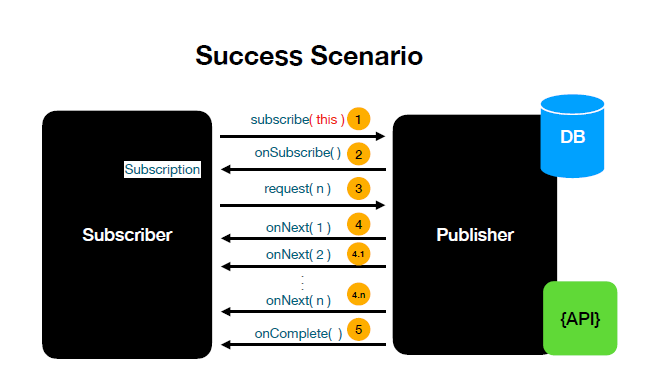 Success Scenario
subscribe( this ) 1
onSubscribe( ) 2
Subscription
request( n ) 3
Subscriber
onNext( 1 ) 4
onNext( 2 ) 4.1
⋮
onNext( n ) 4.n
onComplete( ) 5
Publisher
DB
{API}